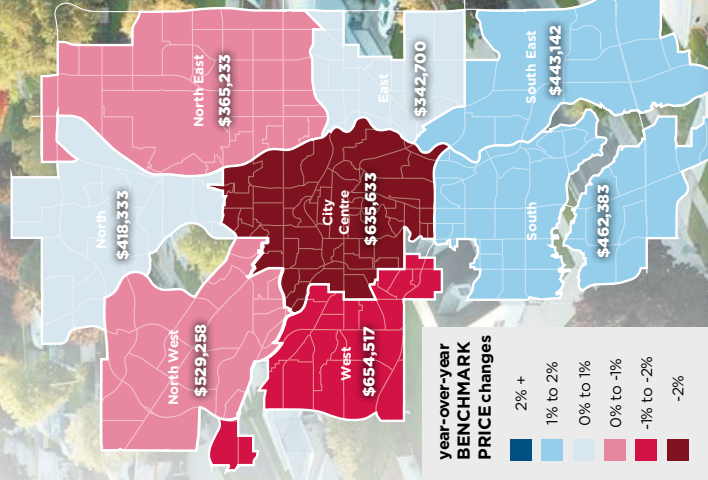 North East
$365,233
East
$342,700
South East
$443,142
North
$418,333
City
Centre
$635,633
South
$462,383
North West
$529,258
West
$654,517
year-over-year
BENCHMARK
PRICE changes
2% +
1% to 2%
0% to 1%
0% to -1%
-1% to -2%
-2%